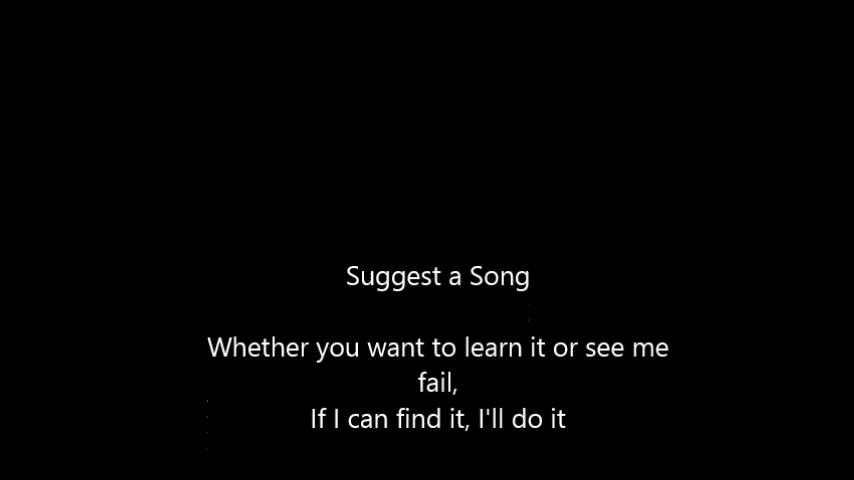 Suggest a Song
Whether you want to learn it or see me
fail,
If I can find it, I'll do it